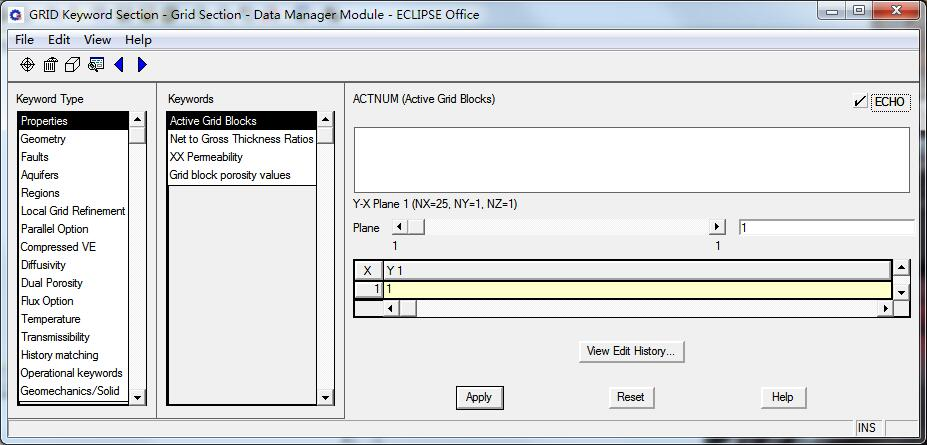 GRID Keyword Section - Grid Section - Data Manager Module - ECLIPSE Office
File Edit View Help
Keyword Type
Properties
Geometry
Faults
Aquifers
Regions
Local Grid Refinement
Parallel Option
Compressed VE
Diffusivity
Dual Porosity
Flux Option
Temperature
Transmissibility
History matching
Operational keywords
Geomechanics/Solid
Keywords
Active Grid Blocks
Net to Gross Thickness Ratios
XX Permeability
Grid block porosity values
ACTNUM (Active Grid Blocks)
ECHO
Y-X Plane 1 (NX=25, NY=1, NZ=1)
Plane 1
1 1
X Y 1
1 1
View Edit History...
Apply Reset Help
INS